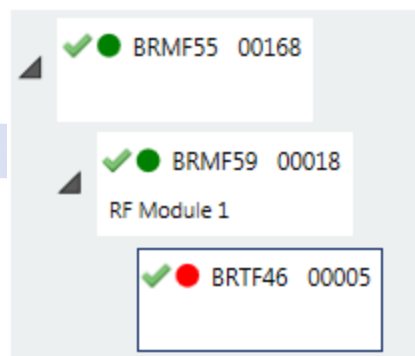 BRMF55 00168
BRMF59 00018
RF Module 1
BRTF46 00005